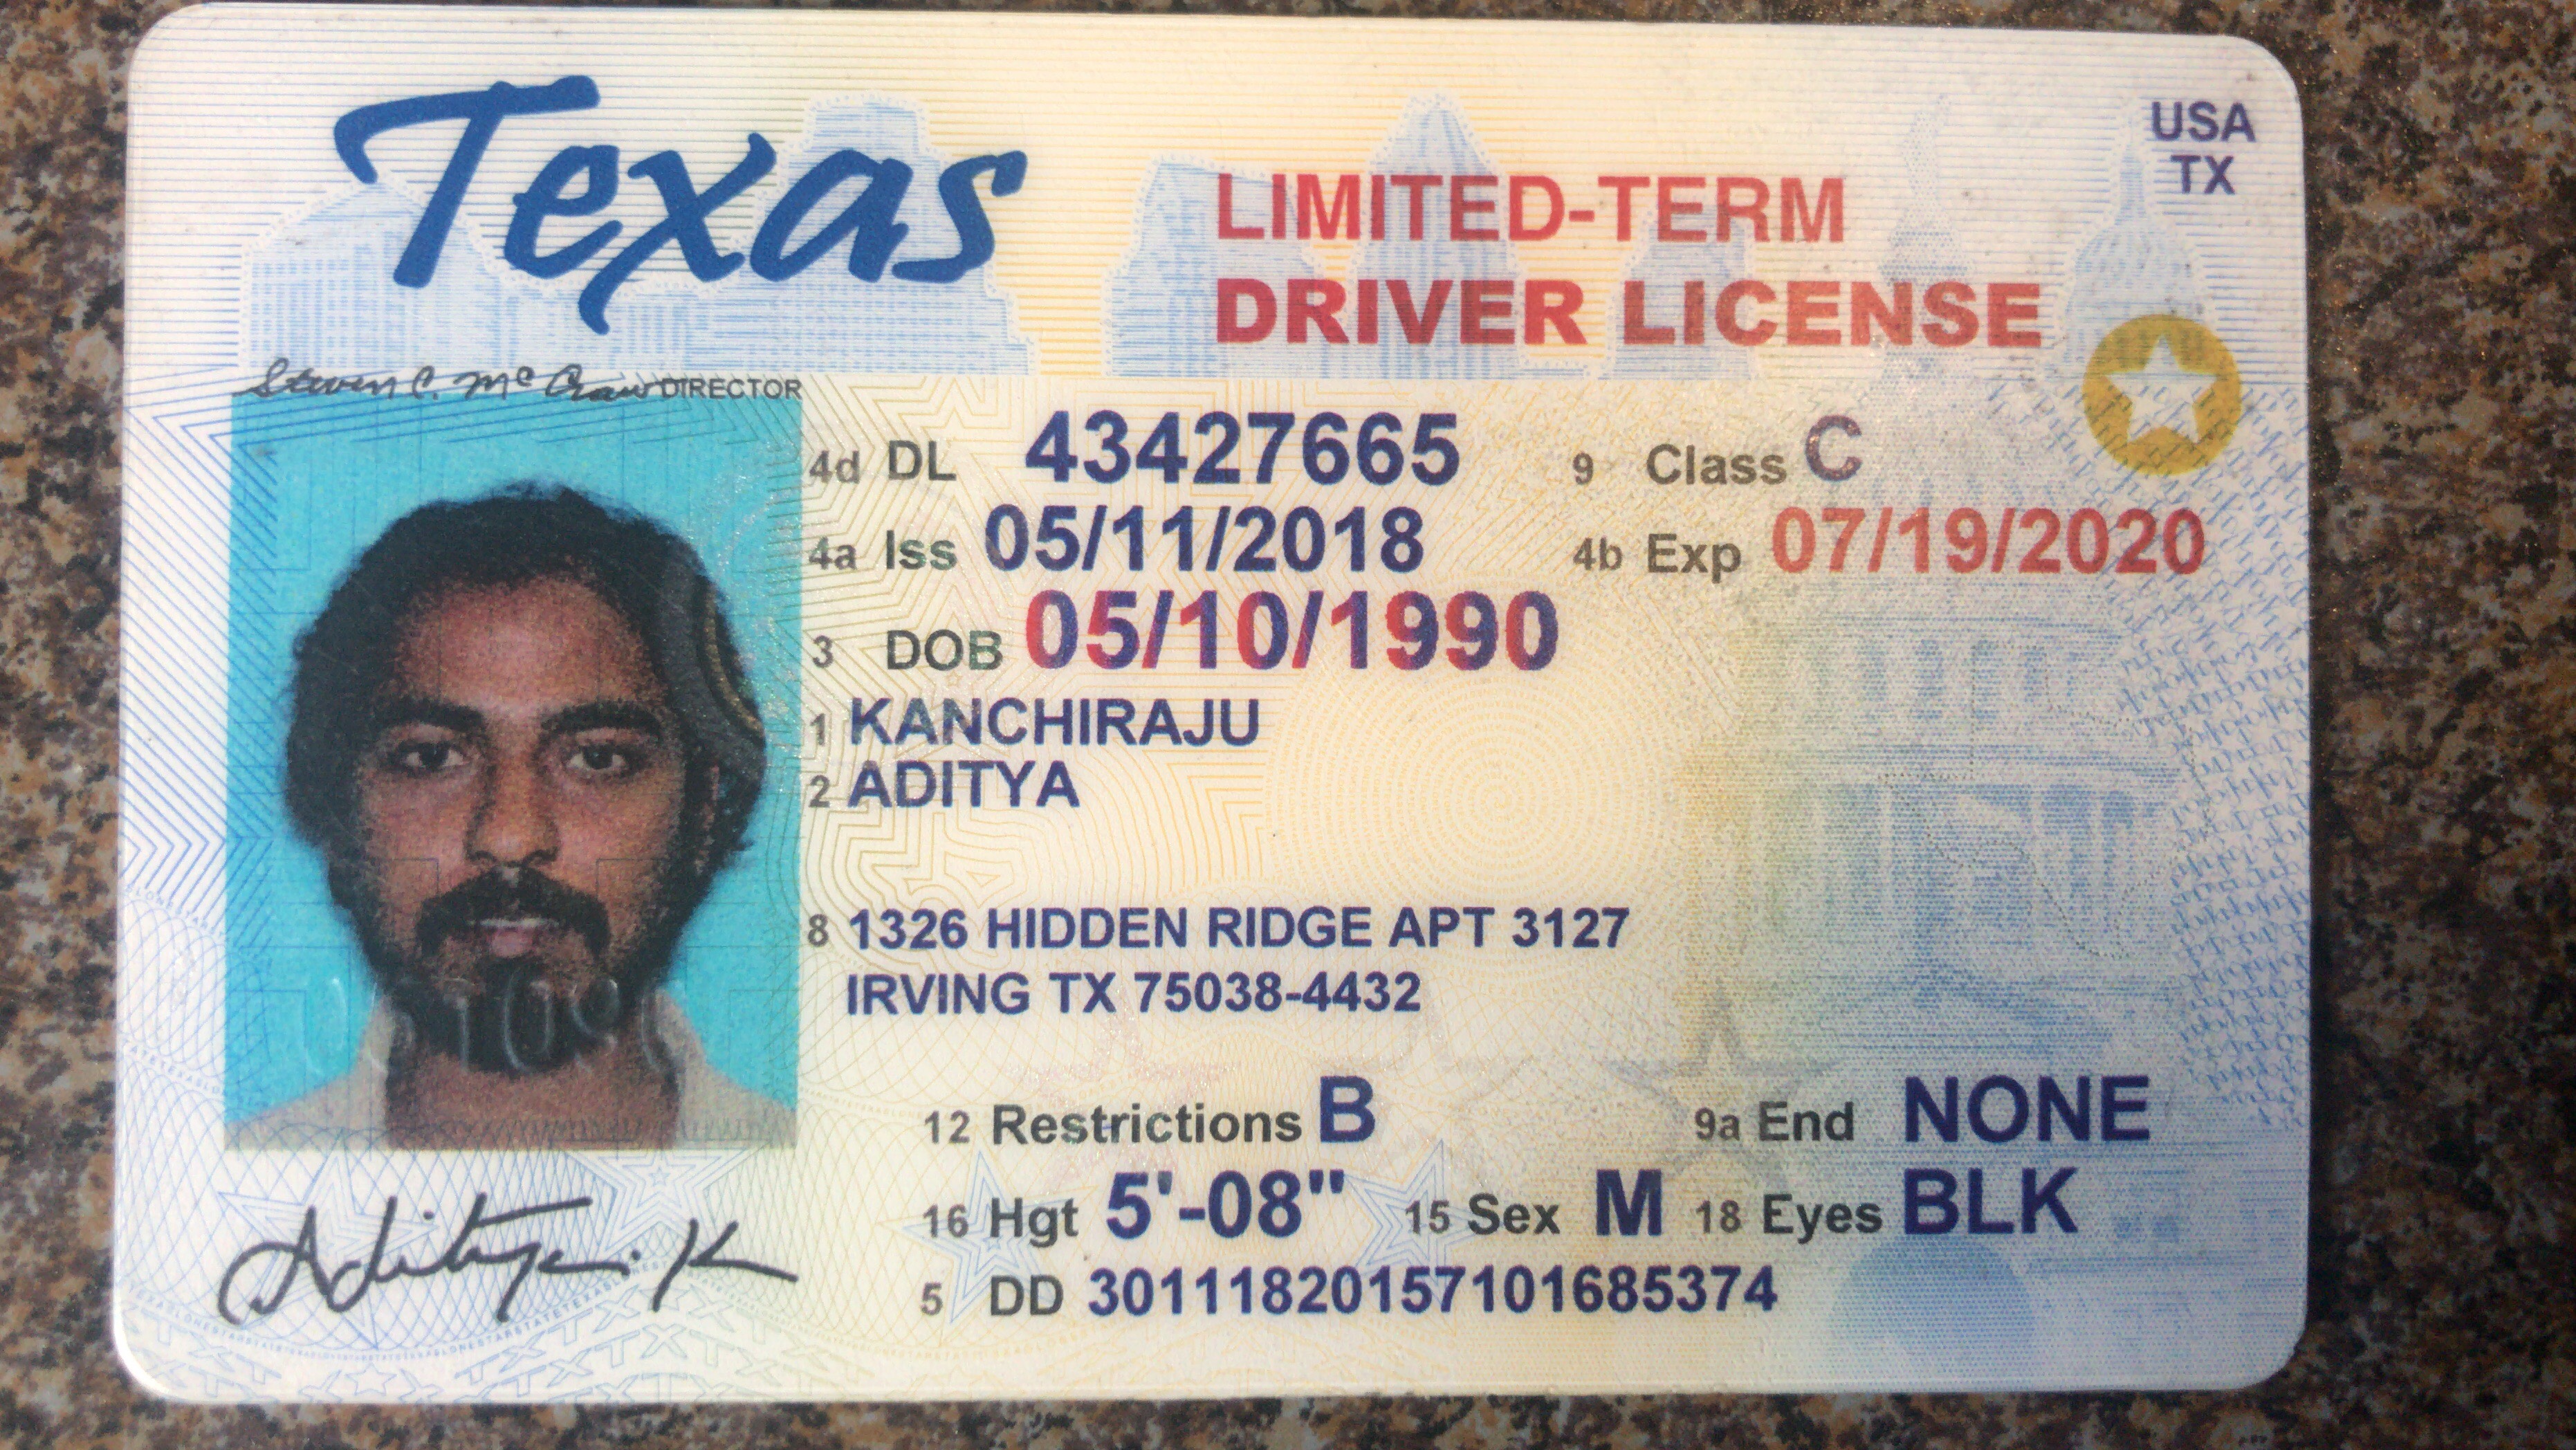 Texas
USA
TX
LIMITED-TERM
DRIVER LICENSE
Steven C. McCraw DIRECTOR
4d DL 43427665 9 Class C
4a Iss 05/11/2018 4b Exp 07/19/2020
3 DOB 05/10/1990
1 KANCHIRAJU
2 ADITYA
8 1326 HIDDEN RIDGE APT 3127
IRVING TX 75038-4432
12 Restrictions B 9a End NONE
16 Hgt 5'-08" 15 Sex M 18 Eyes BLK
5 DD 30111820157101685374
Aditya. K